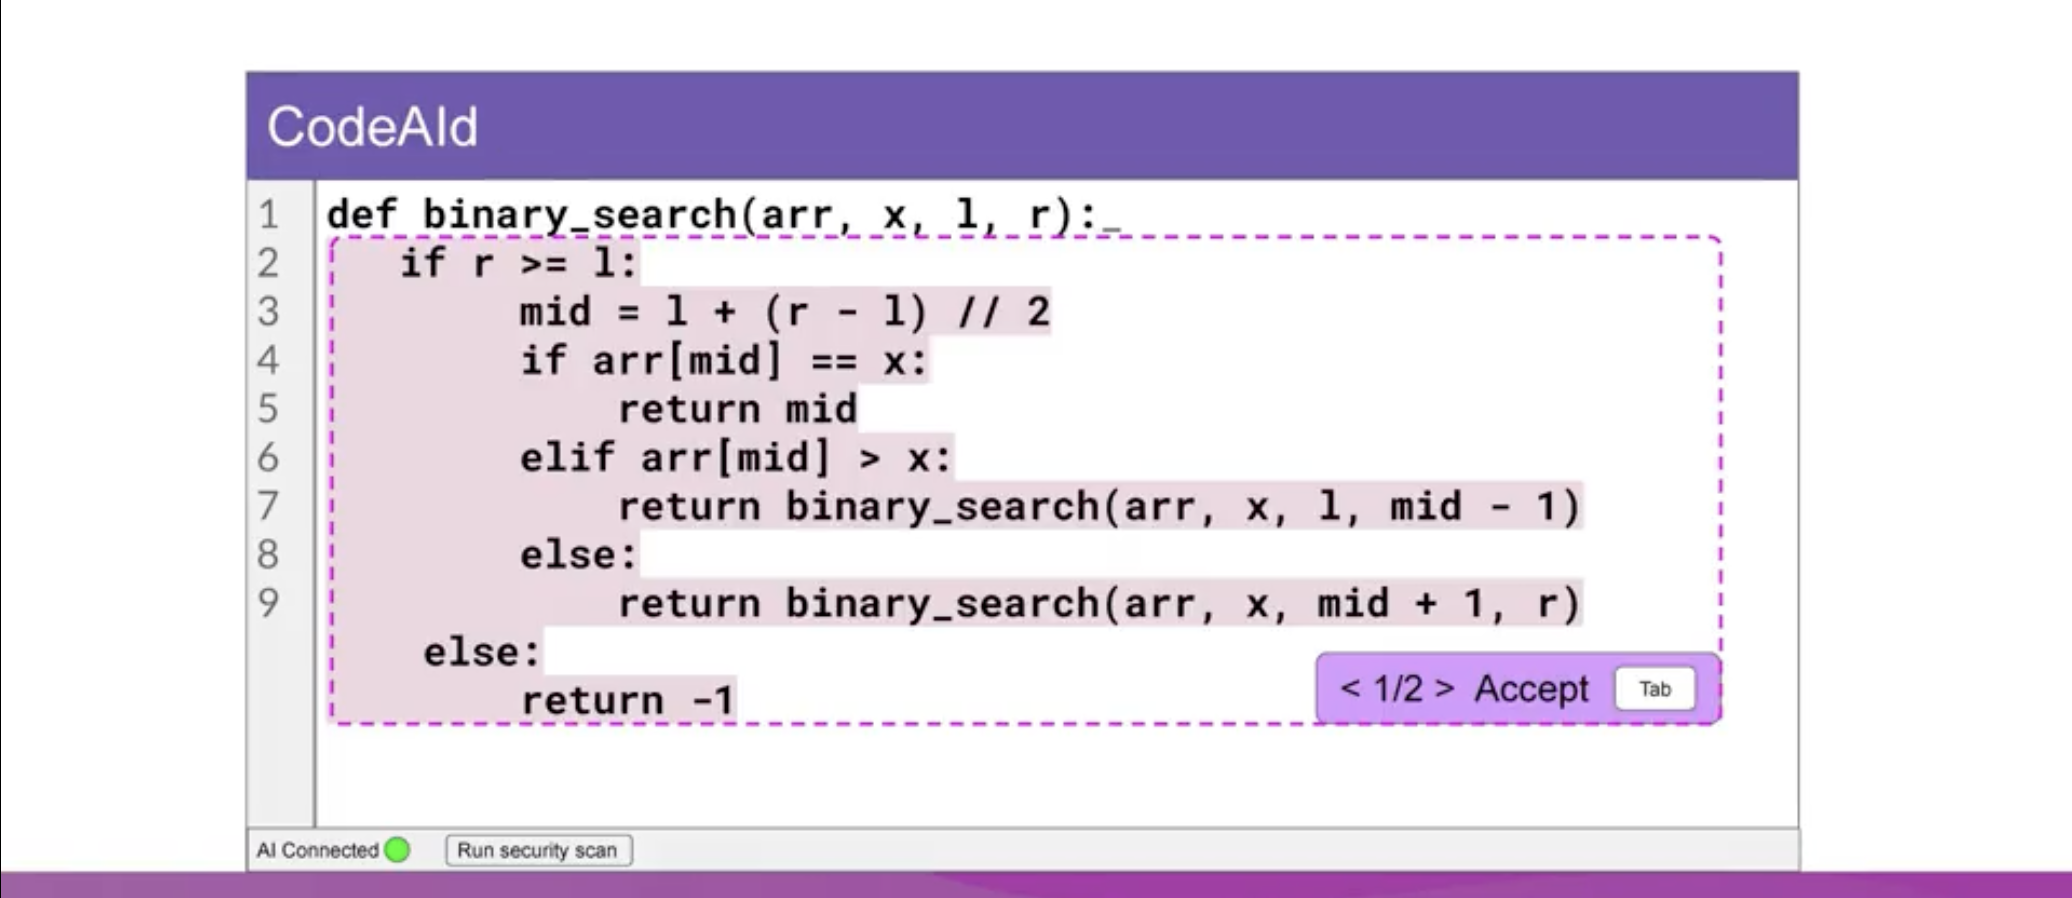 CodeAId
1 def binary_search(arr, x, l, r):_
2    if r >= l:
3         mid = l + (r - l) // 2
4         if arr[mid] == x:
5             return mid
6         elif arr[mid] > x:
7             return binary_search(arr, x, l, mid - 1)
8         else:
9             return binary_search(arr, x, mid + 1, r)
     else:
         return -1
< 1/2 > Accept Tab
AI Connected Run security scan